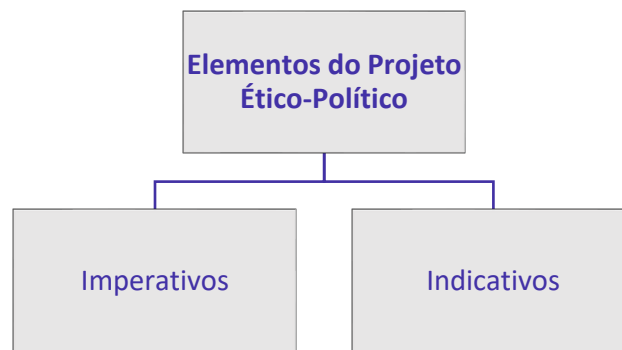 Elementos do Projeto
Ético-Político
Imperativos
Indicativos